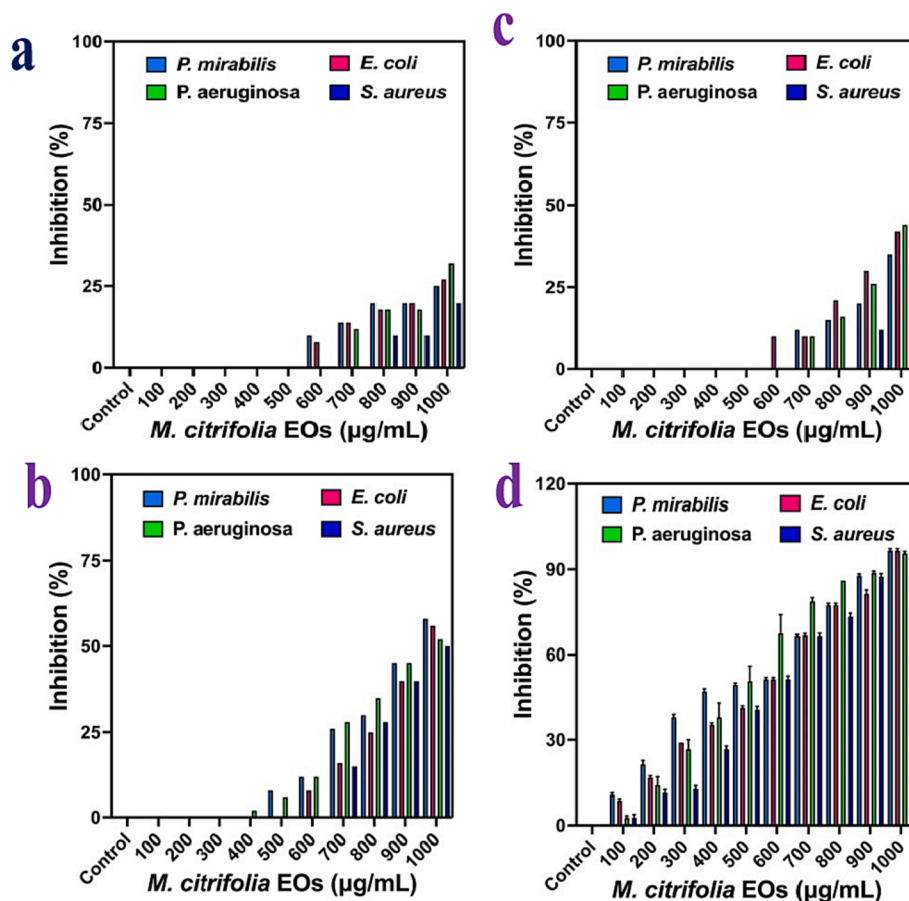 a
100
75
50
25
0
Inhibition (%)
P. mirabilis
E. coli
P. aeruginosa
S. aureus
Control
100
200
300
400
500
600
700
800
900
1000
M. citrifolia EOs (µg/mL)
c
100
75
50
25
0
Inhibition (%)
P. mirabilis
E. coli
P. aeruginosa
S. aureus
Control
100
200
300
400
500
600
700
800
900
1000
M. citrifolia EOs (µg/mL)
b
100
75
50
25
0
Inhibition (%)
P. mirabilis
E. coli
P. aeruginosa
S. aureus
Control
100
200
300
400
500
600
700
800
900
1000
M. citrifolia EOs (µg/mL)
d
120
90
60
30
0
Inhibition (%)
P. mirabilis
E. coli
P. aeruginosa
S. aureus
Control
100
200
300
400
500
600
700
800
900
1000
M. citrifolia EOs (µg/mL)